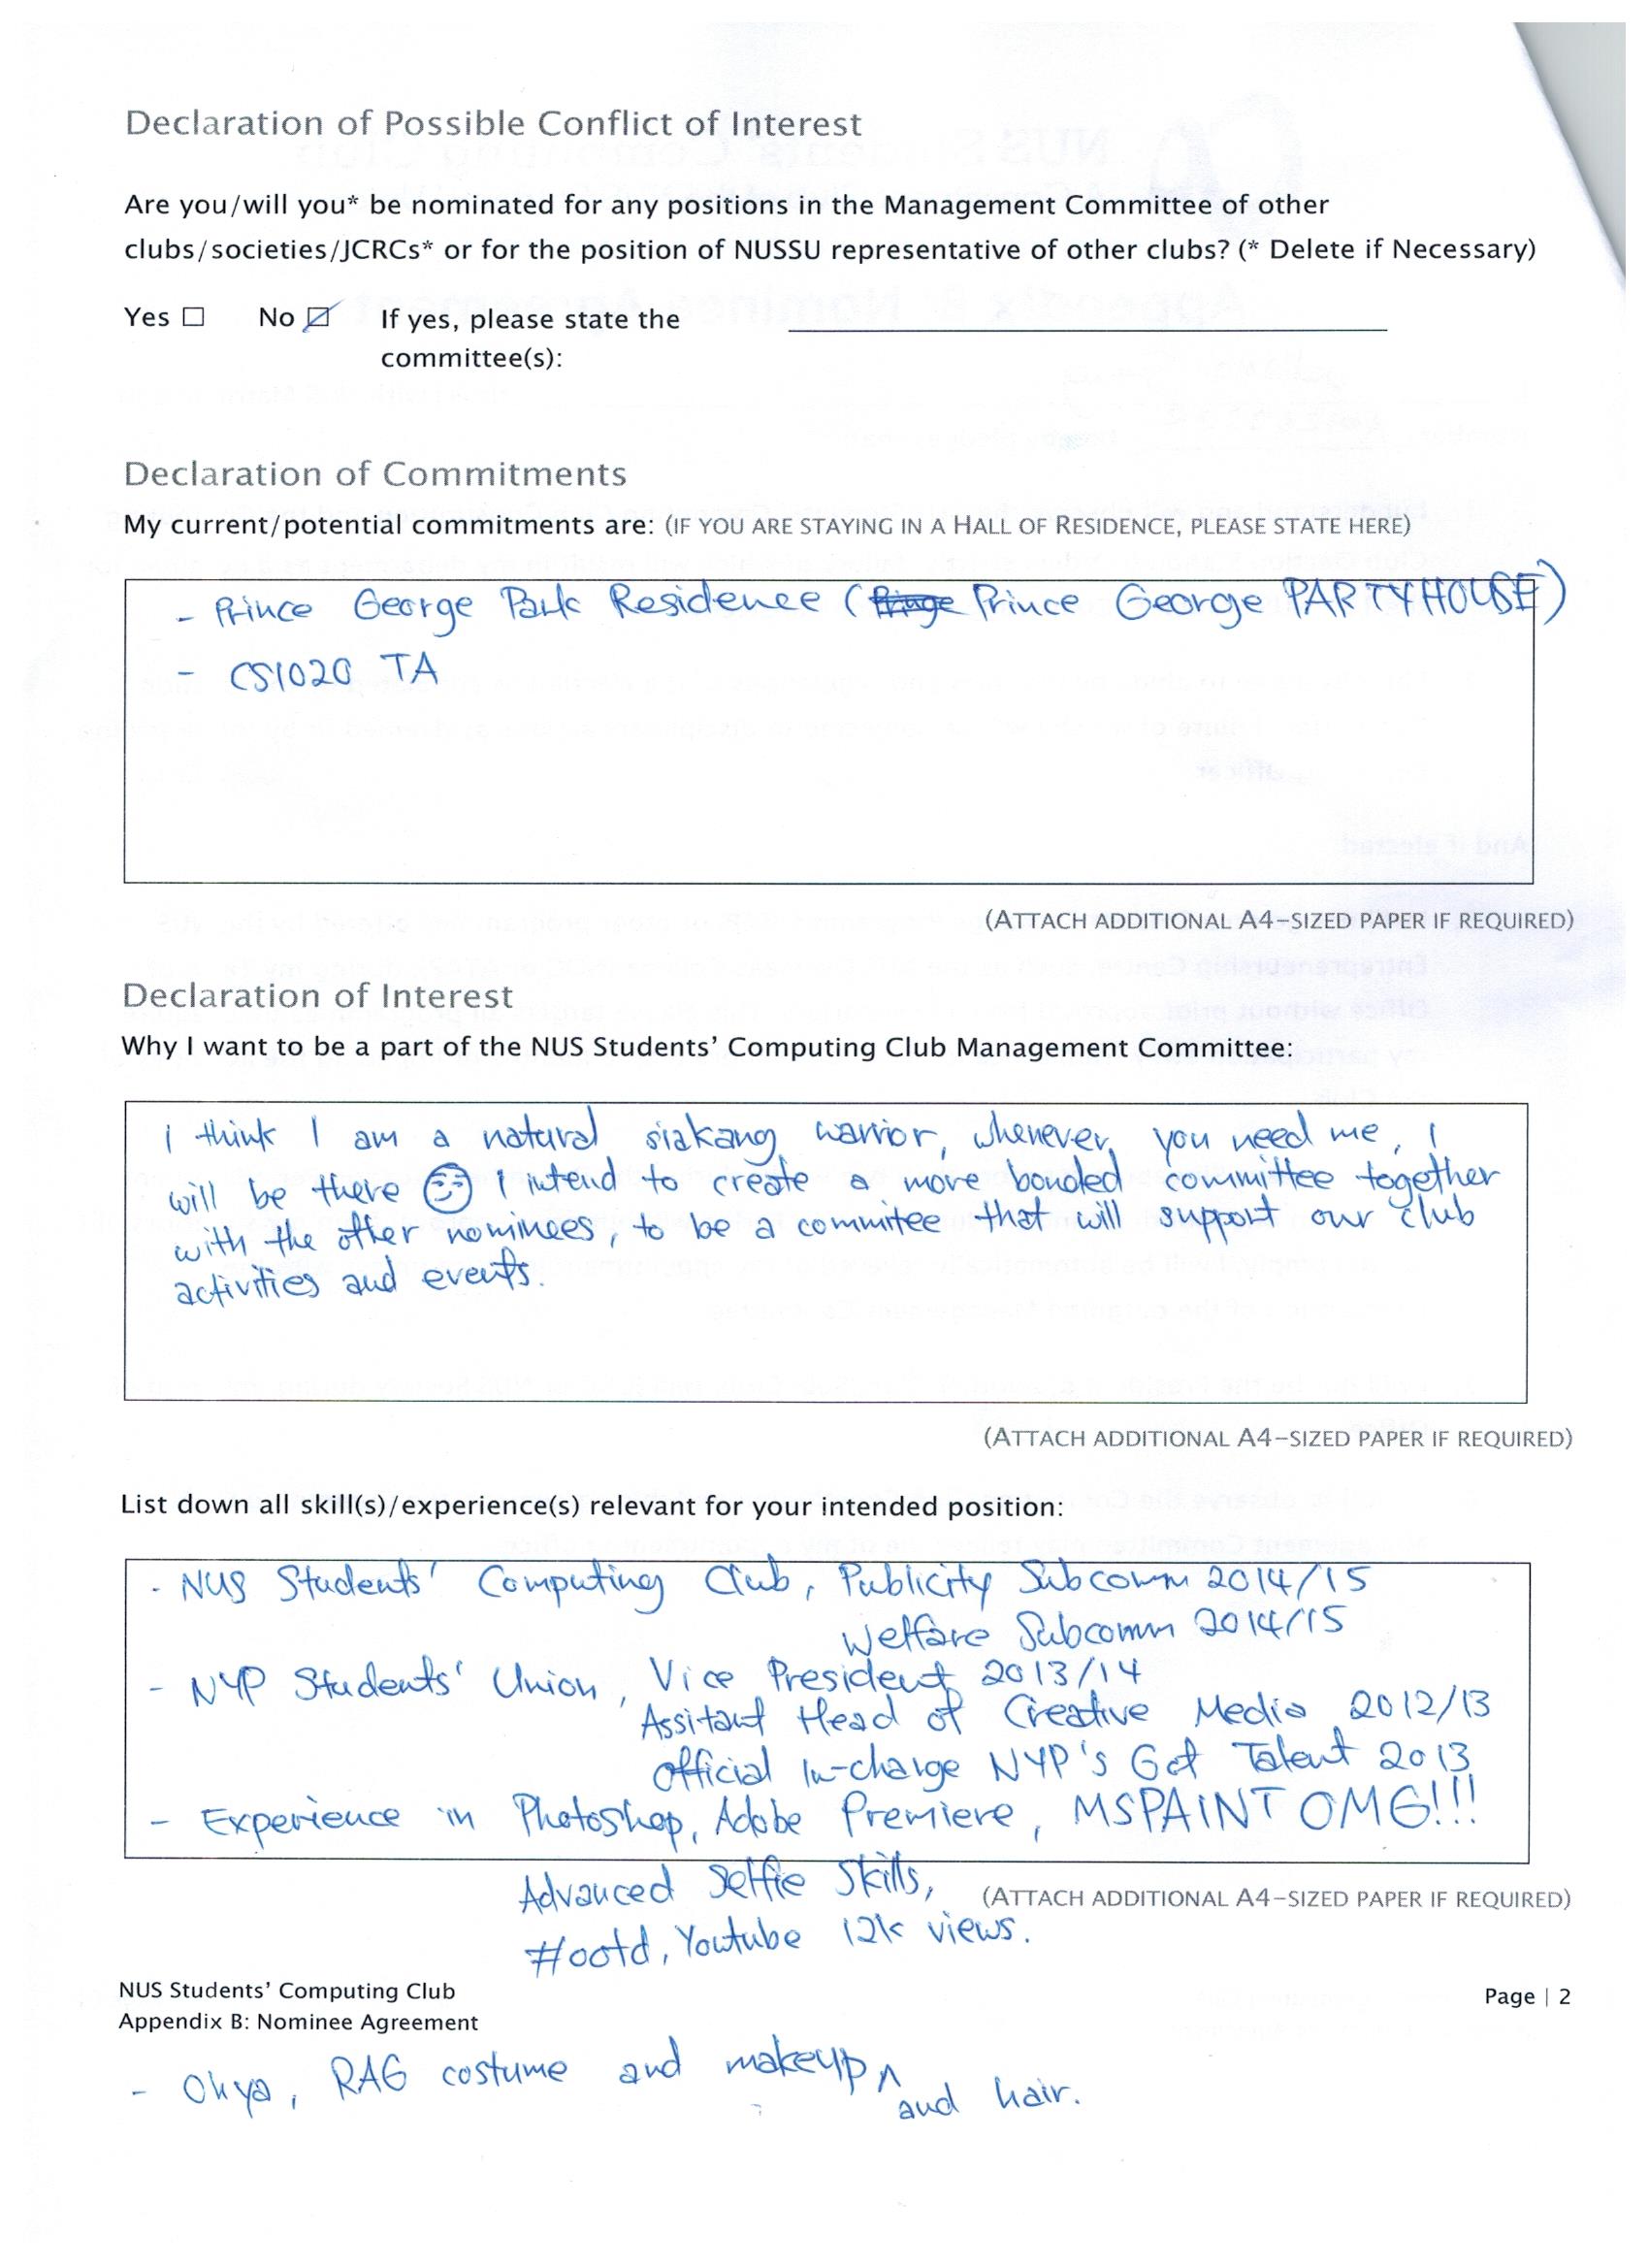 Declaration of Possible Conflict of Interest
Are you/will you* be nominated for any positions in the Management Committee of other
clubs/societies/JCRCs* or for the position of NUSSU representative of other clubs? (* Delete if Necessary)
Yes ☐ No ☑ If yes, please state the
committee(s):
Declaration of Commitments
My current/potential commitments are: (IF YOU ARE STAYING IN A HALL OF RESIDENCE, PLEASE STATE HERE)
- Prince George Park Residence (Prince George PARTYHOUSE)
- CS1020 TA
(ATTACH ADDITIONAL A4-SIZED PAPER IF REQUIRED)
Declaration of Interest
Why I want to be a part of the NUS Students' Computing Club Management Committee:
I think I am a natural siakang warrior, whenever you need me, I
will be there I intend to create a more bonded committee together
with the other nominees, to be a commitee that will support our club
activities and events.
(ATTACH ADDITIONAL A4-SIZED PAPER IF REQUIRED)
List down all skill(s)/experience(s) relevant for your intended position:
- NUS Students' Computing Club, Publicity Subcomm 2014/15
Welfare Subcomm 2014/15
- NYP Students' Union, Vice President 2013/14
Assitant Head of Creative Media 2012/13
Official In-charge NYP's Got Talent 2013
- Experience in Photoshop, Adobe Premiere, MSPAINT OMG!!!
Advanced Selfie Skills,
(ATTACH ADDITIONAL A4-SIZED PAPER IF REQUIRED)
#ootd, Youtube 12k views.
NUS Students' Computing Club
Page | 2
Appendix B: Nominee Agreement
- Ohya, RAG costume and makeup ^ and hair.